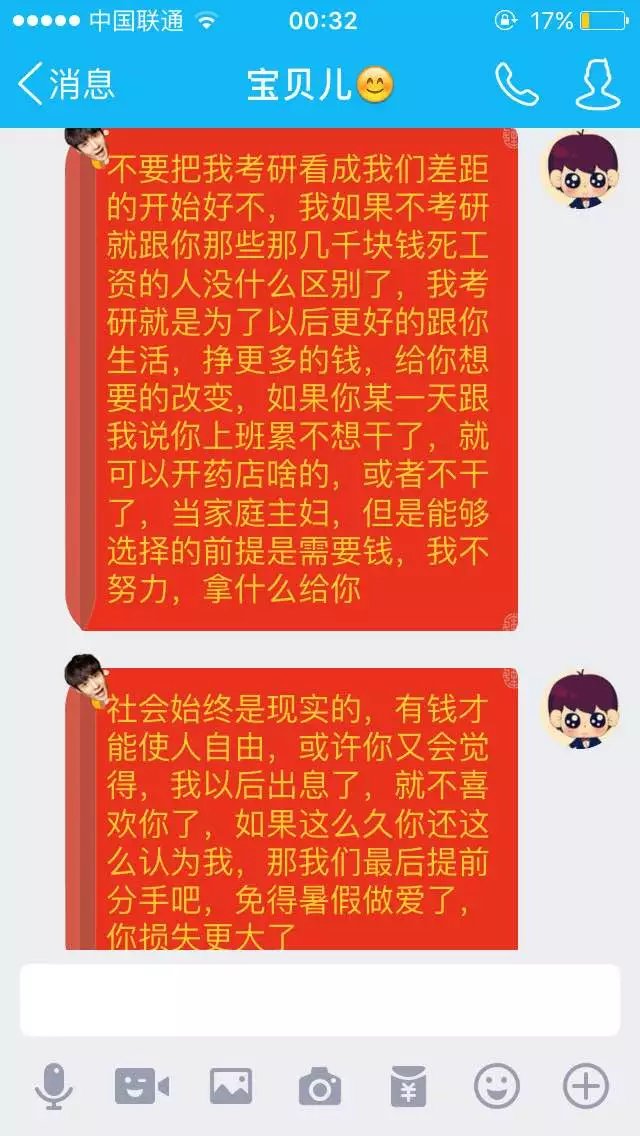 中国联通
00:32
17%
消息
宝贝儿😊
不要把我考研看成我们差距
的开始好不，我如果不考研
就跟你那些那几千块钱死工
资的人没什么区别了，我考
研就是为了以后更好的跟你
生活，挣更多的钱，给你想
要的改变，如果你某一天跟
我说你上班累不想干了，就
可以开药店啥的，或者不干
了，当家庭主妇，但是能够
选择的前提是需要钱，我不
努力，拿什么给你
社会始终是现实的，有钱才
能使人自由，或许你又会觉
得，我以后出息了，就不喜
欢你了，如果这么久你还这
么认为我，那我们最后提前
分手吧，免得暑假做爱了，
你损失更大了
¥